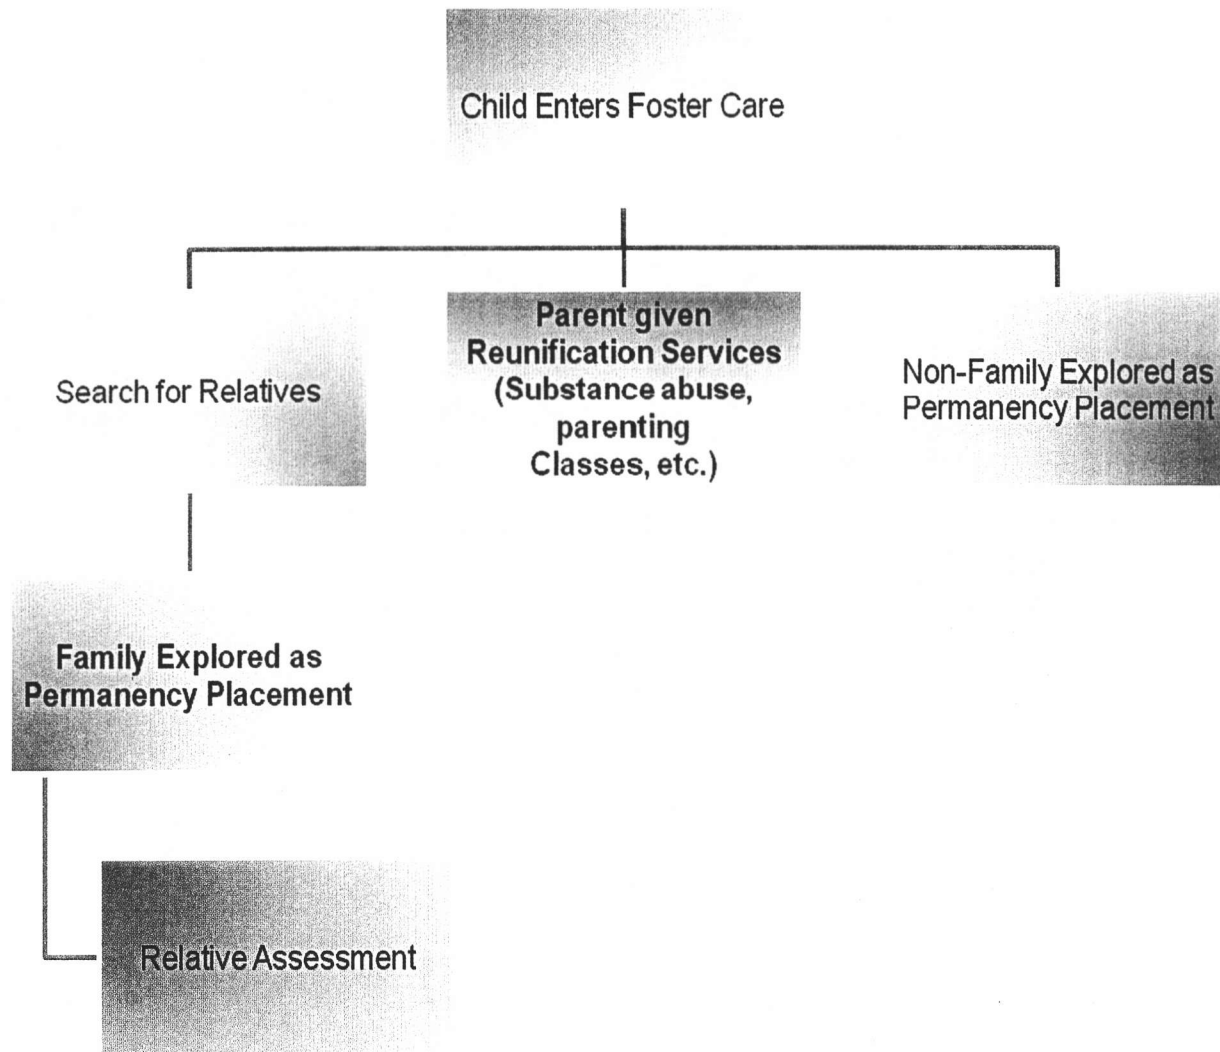 Child Enters Foster Care
Search for Relatives
Parent given
Reunification Services
(Substance abuse,
parenting
Classes, etc.)
Non-Family Explored as
Permanency Placement
Family Explored as
Permanency Placement
Relative Assessment